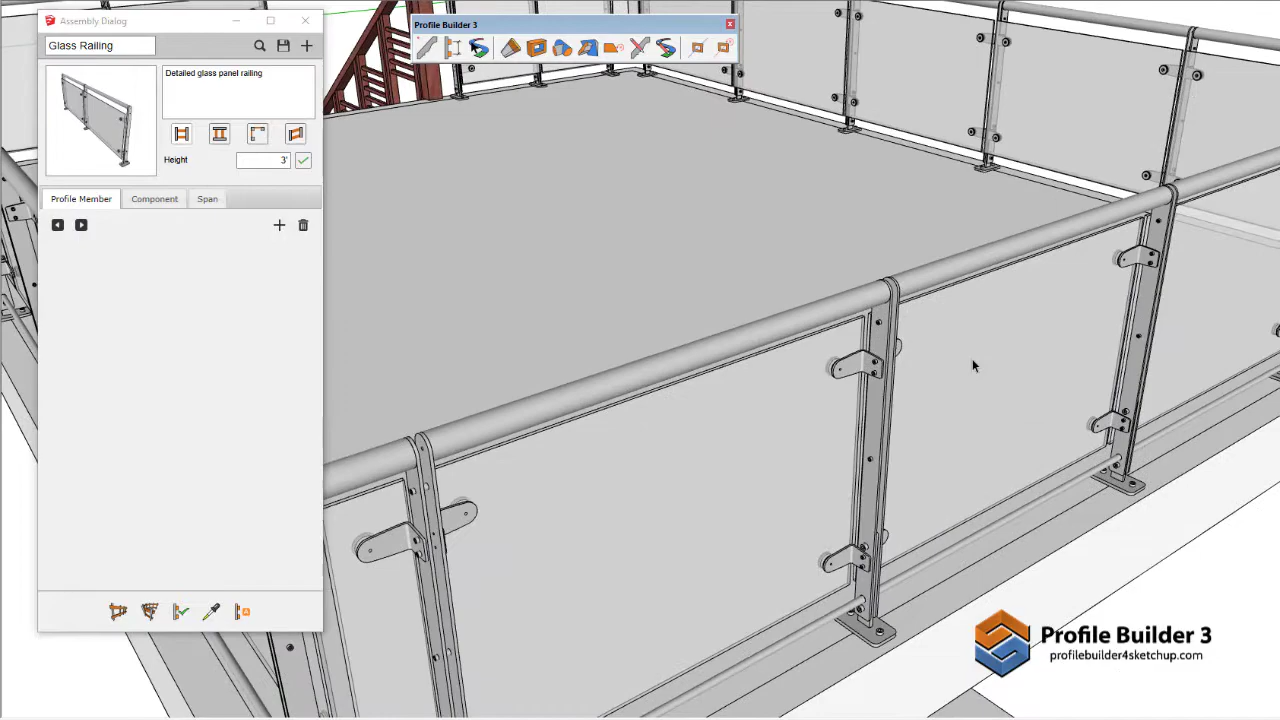 Assembly Dialog
Profile Builder 3
Glass Railing
Detailed glass panel railing
Height
3'
Profile Member
Component
Span
Profile Builder 3
profilebuilder4sketchup.com